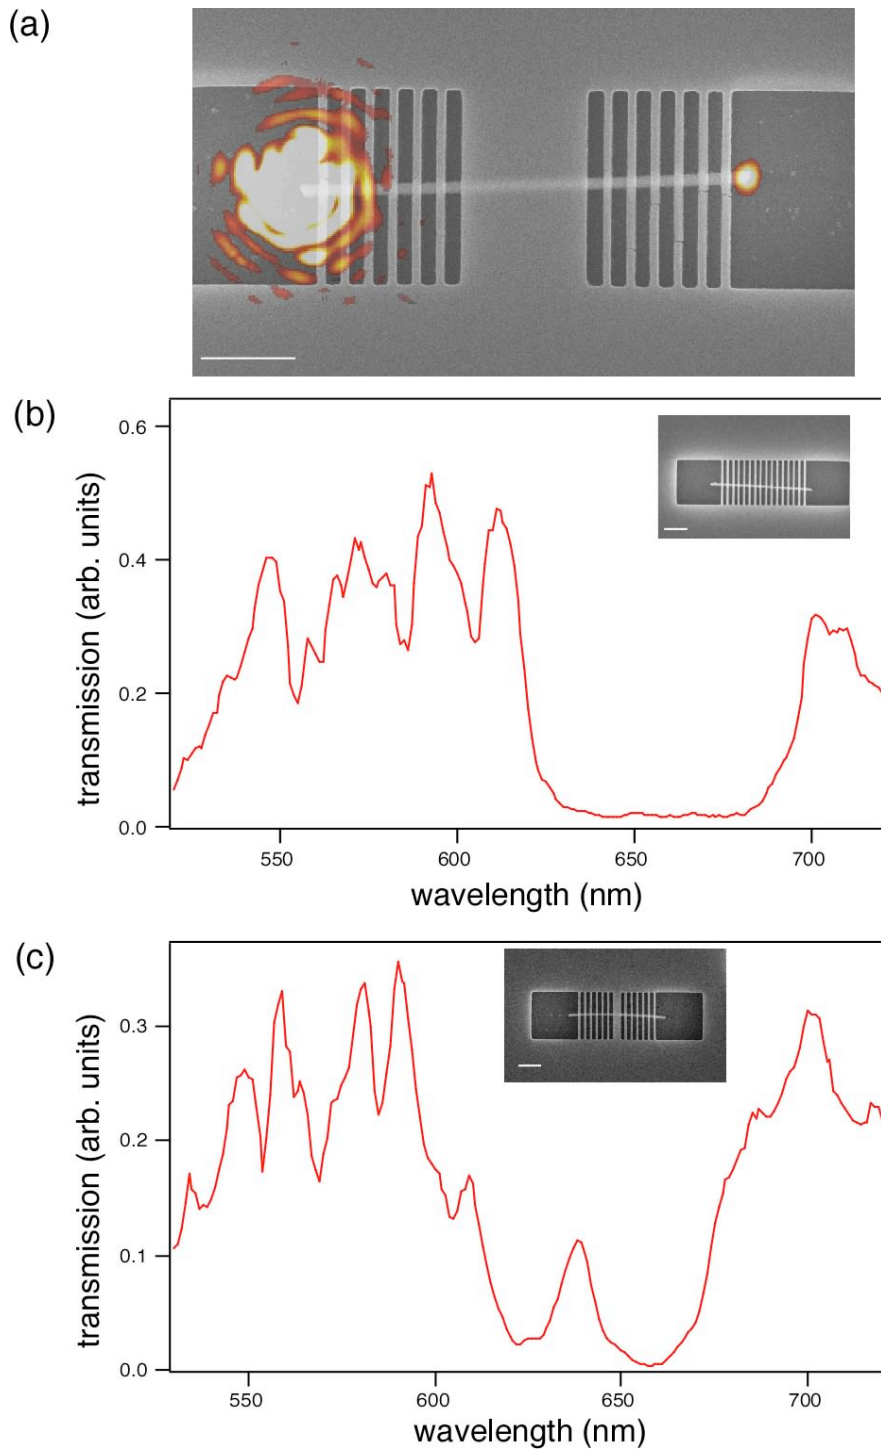 (a)
(b)
0.6
0.4
0.2
0.0
transmission (arb. units)
550
600
650
700
wavelength (nm)
(c)
0.3
0.2
0.1
0.0
transmission (arb. units)
550
600
650
700
wavelength (nm)